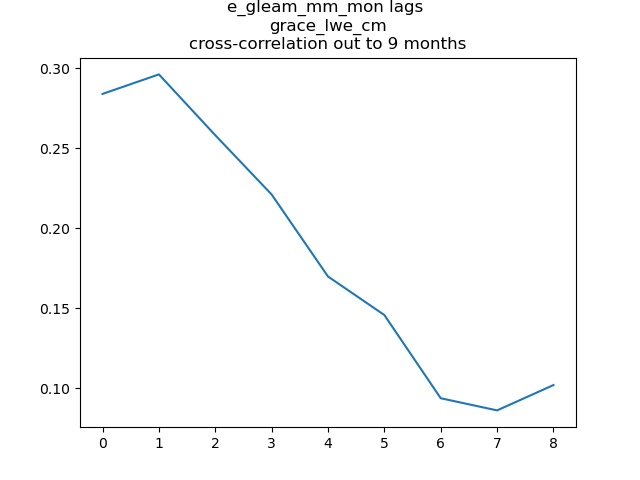 e_gleam_mm_mon lags
grace_lwe_cm
cross-correlation out to 9 months
0.30
0.25
0.20
0.15
0.10
0 1 2 3 4 5 6 7 8